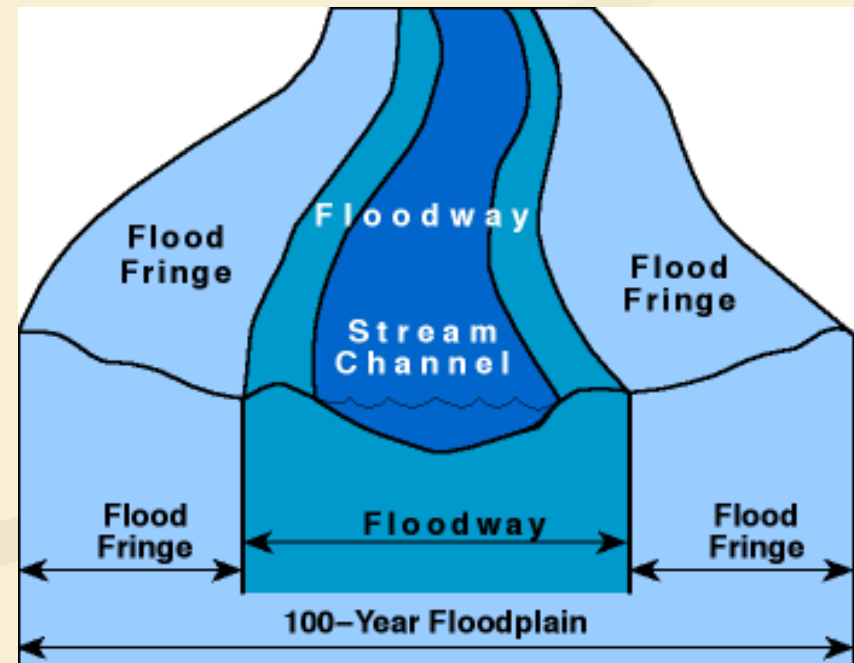 Floodway
Flood
Fringe
Flood
Fringe
Stream
Channel
Flood
Fringe
Floodway
Flood
Fringe
100–Year Floodplain